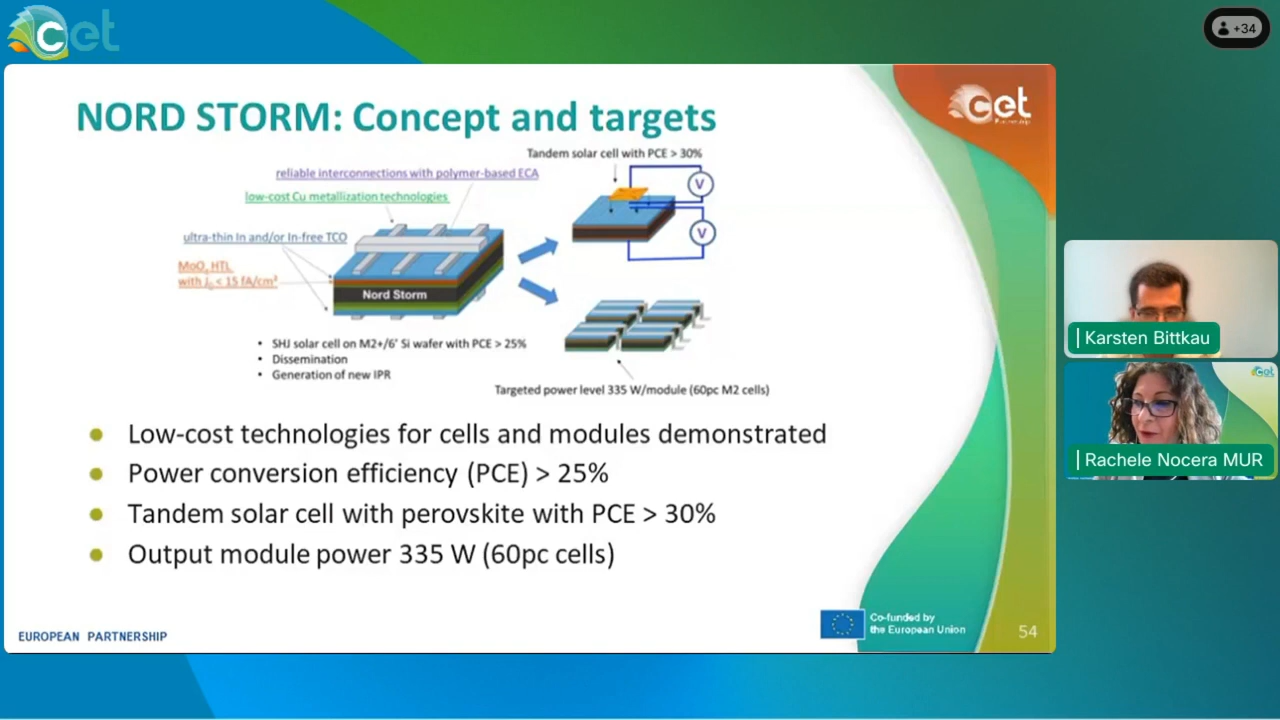 cet
+34
NORD STORM: Concept and targets
cet
Partnership
Tandem solar cell with PCE > 30%
reliable interconnections with polymer-based ECA
low-cost Cu metallization technologies
ultra-thin In and/or In-free TCO
MoOx HTL
with J0 < 15 fA/cm²
Nord Storm
V
V
• SHJ solar cell on M2+/6' Si wafer with PCE > 25%
• Dissemination
• Generation of new IPR
Targeted power level 335 W/module (60pc M2 cells)
● Low-cost technologies for cells and modules demonstrated
● Power conversion efficiency (PCE) > 25%
● Tandem solar cell with perovskite with PCE > 30%
● Output module power 335 W (60pc cells)
EUROPEAN PARTNERSHIP
Co-funded by
the European Union
54
Karsten Bittkau
cet
Rachele Nocera MUR